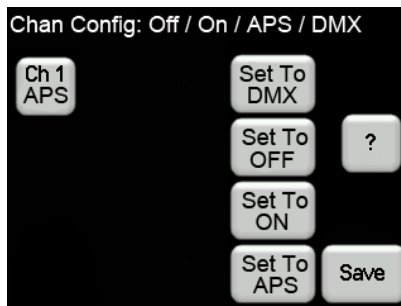 Chan Config: Off / On / APS / DMX
Ch 1
APS
Set To
DMX
Set To
OFF
?
Set To
ON
Set To
APS
Save